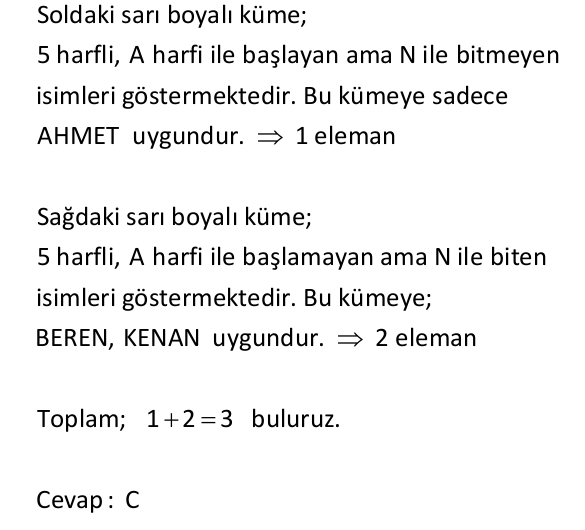 Soldaki sarı boyalı küme;
5 harfli, A harfi ile başlayan ama N ile bitmeyen
isimleri göstermektedir. Bu kümeye sadece
AHMET uygundur. ⇒ 1 eleman
Sağdaki sarı boyalı küme;
5 harfli, A harfi ile başlamayan ama N ile biten
isimleri göstermektedir. Bu kümeye;
BEREN, KENAN uygundur. ⇒ 2 eleman
Toplam; 1+2=3 buluruz.
Cevap : C